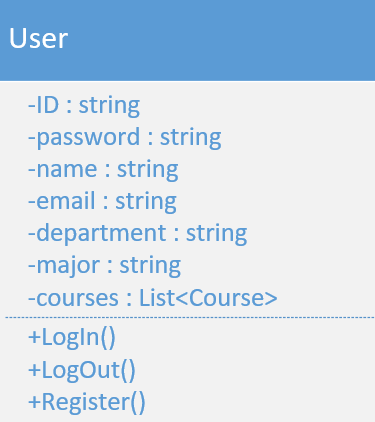 User
-ID : string
-password : string
-name : string
-email : string
-department : string
-major : string
-courses : List<Course>
+LogIn()
+LogOut()
+Register()